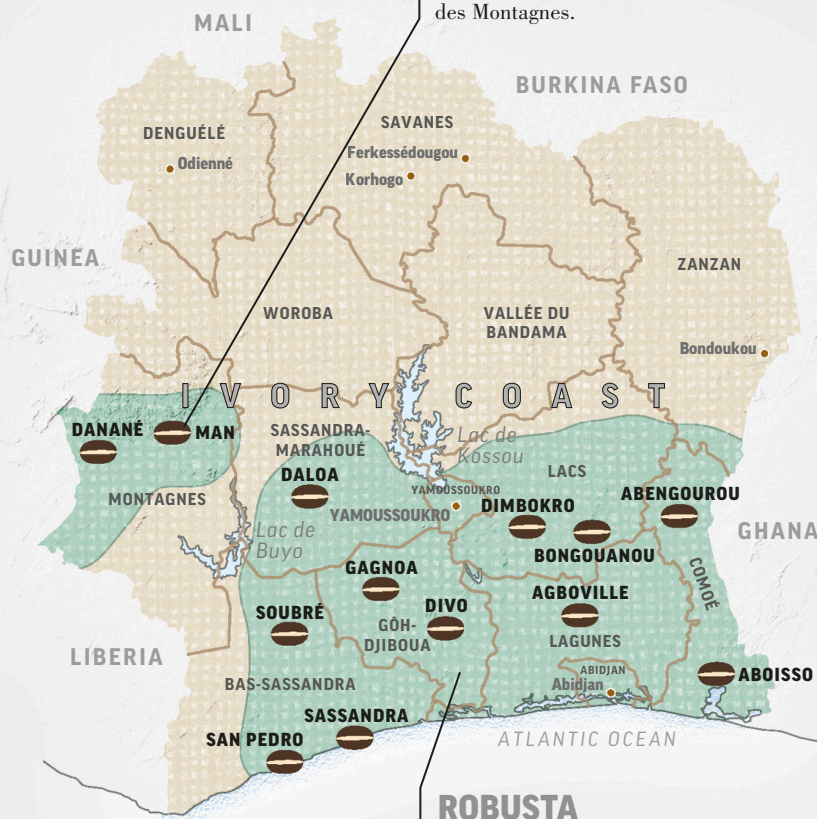 des Montagnes.
MALI
BURKINA FASO
DENGUÉLÉ
Odienné
SAVANES
Ferkessédougou
Korhogo
GUINEA
ZANZAN
WOROBA
VALLÉE DU
BANDAMA
Bondoukou
IVORY COAST
DANANÉ
MAN
SASSANDRA-
MARAHOUÉ
Lac de
Kossou
DALOA
LACS
MONTAGNES
YAMOUSSOUKRO
YAMOUSSOUKRO
DIMBOKRO
ABENGOUROU
Lac de
Buyo
BONGOUANOU
GHANA
GAGNOA
COMOÉ
SOUBRÉ
DIVO
AGBOVILLE
GÔH-
DJIBOUA
LAGUNES
LIBERIA
BAS-SASSANDRA
ABIDJAN
Abidjan
ABOISSO
SASSANDRA
SAN PEDRO
ATLANTIC OCEAN
ROBUSTA